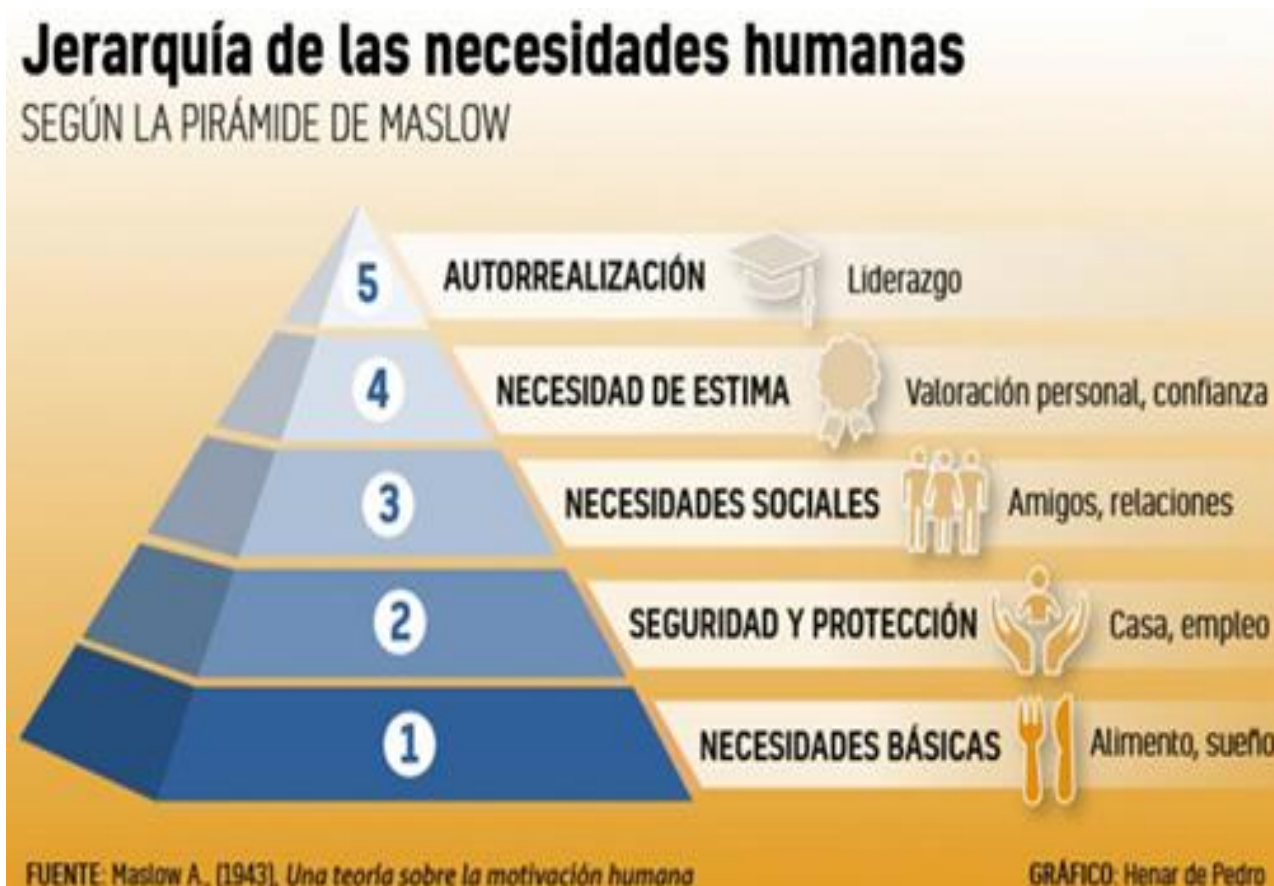 Jerarquía de las necesidades humanas
SEGÚN LA PIRÁMIDE DE MASLOW
5 AUTORREALIZACIÓN Liderazgo
4 NECESIDAD DE ESTIMA Valoración personal, confianza
3 NECESIDADES SOCIALES Amigos, relaciones
2 SEGURIDAD Y PROTECCIÓN Casa, empleo
1 NECESIDADES BÁSICAS Alimento, sueño
FUENTE: Maslow A., (1943), Una teoría sobre la motivación humana GRÁFICO: Henar de Pedro